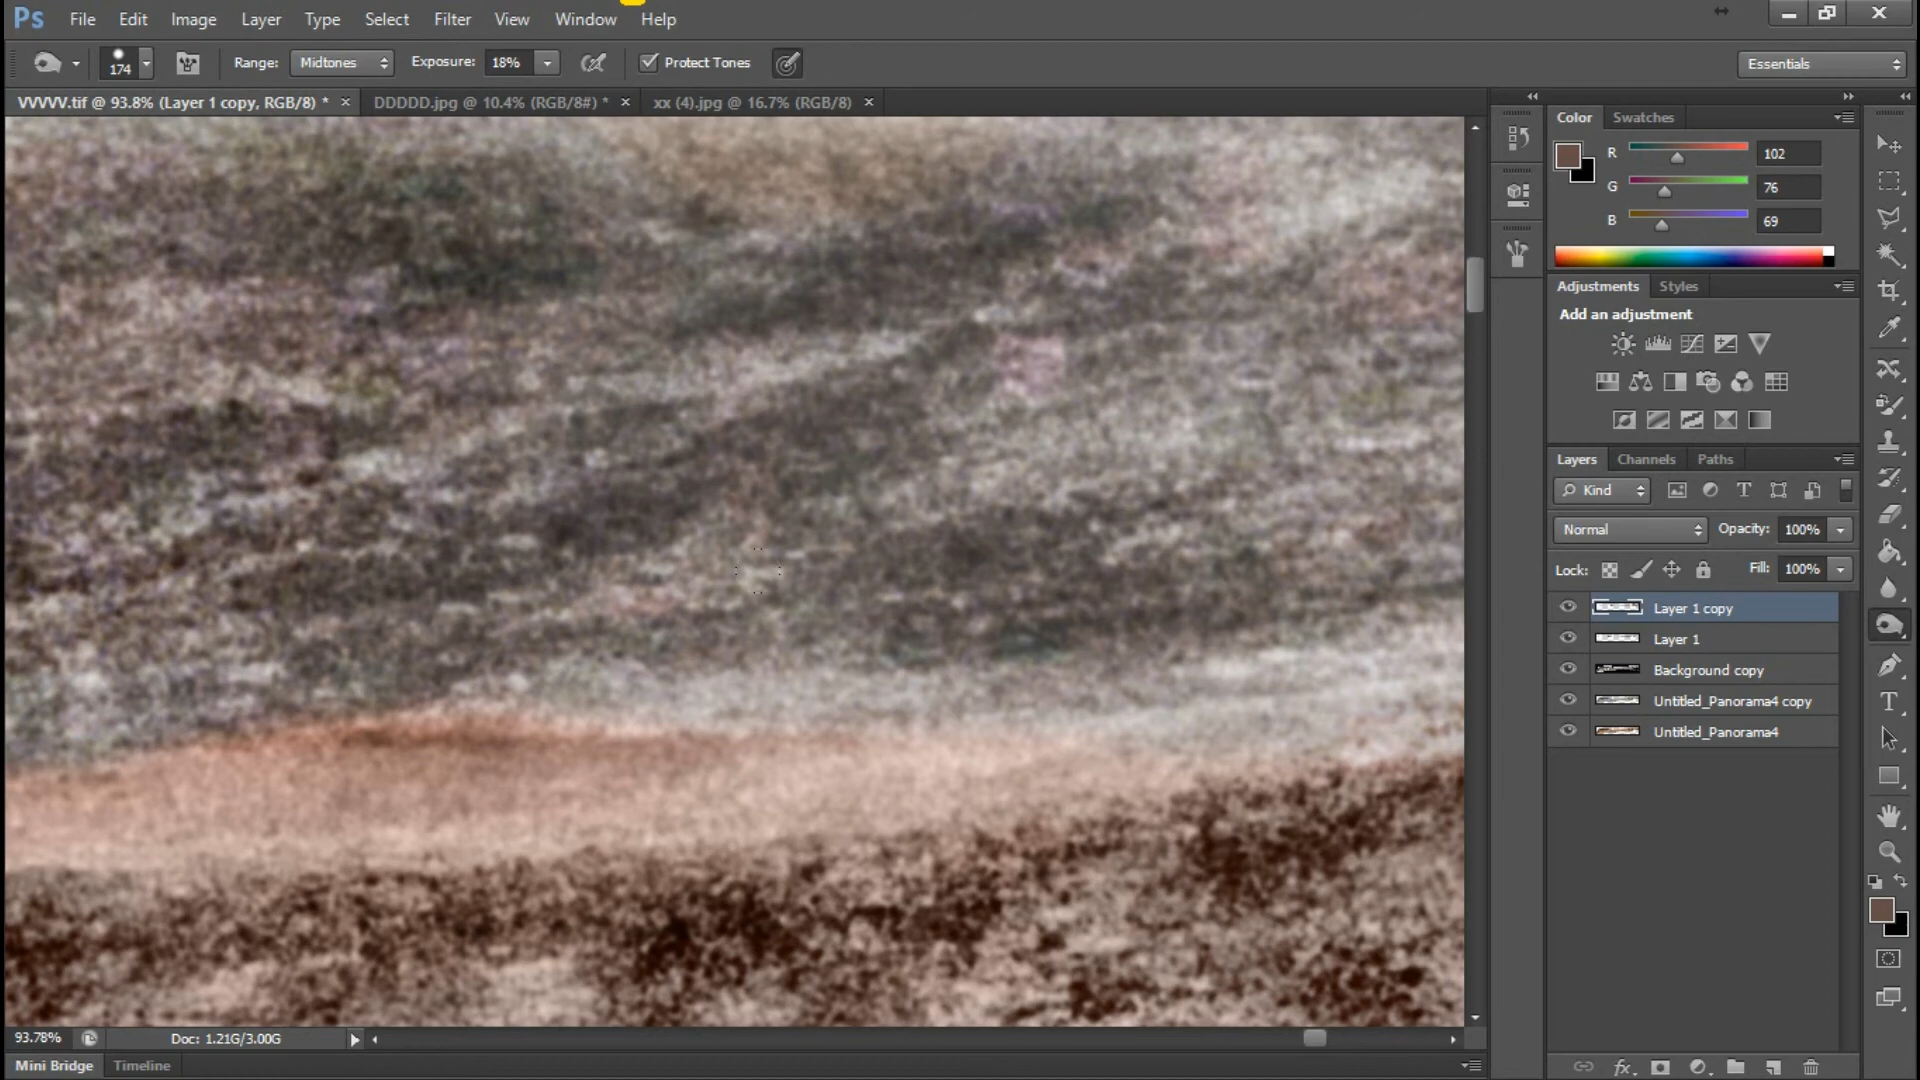 Ps File Edit Image Layer Type Select Filter View Window Help
174 Range: Midtones Exposure: 18% Protect Tones Essentials
VVVVV.tif @ 93.8% (Layer 1 copy, RGB/8) * × DDDDD.jpg @ 10.4% (RGB/8#) * × xx (4).jpg @ 16.7% (RGB/8) ×
Color Swatches
R 102
G 76
B 69
Adjustments Styles
Add an adjustment
Layers Channels Paths
Kind
Normal Opacity: 100%
Lock: Fill: 100%
Layer 1 copy
Layer 1
Background copy
Untitled_Panorama4 copy
Untitled_Panorama4
93.78% Doc: 1.21G/3.00G
Mini Bridge Timeline
fx